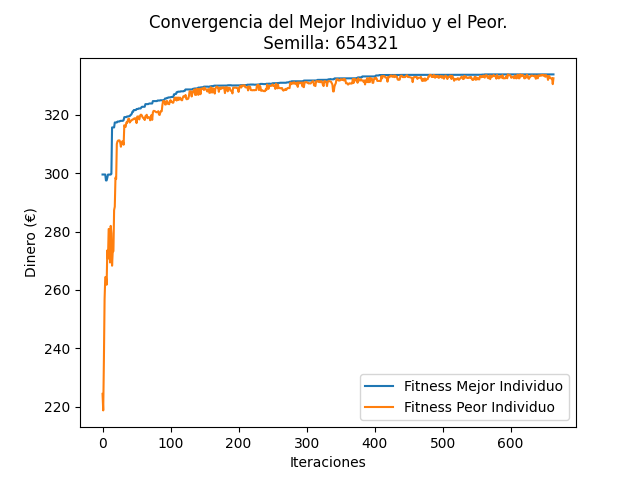 Convergencia del Mejor Individuo y el Peor.
Semilla: 654321
Dinero (€)
320
300
280
260
240
220
0 100 200 300 400 500 600
Iteraciones
Fitness Mejor Individuo
Fitness Peor Individuo